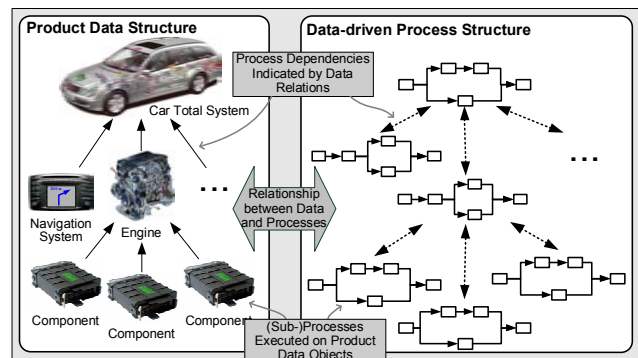 Product Data Structure
Data-driven Process Structure
Process Dependencies
Indicated by Data
Relations
Car Total System
...
...
Navigation
System
Engine
Relationship
between Data
and Processes
Component
Component
Component
(Sub-)Processes
Executed on Product
Data Objects